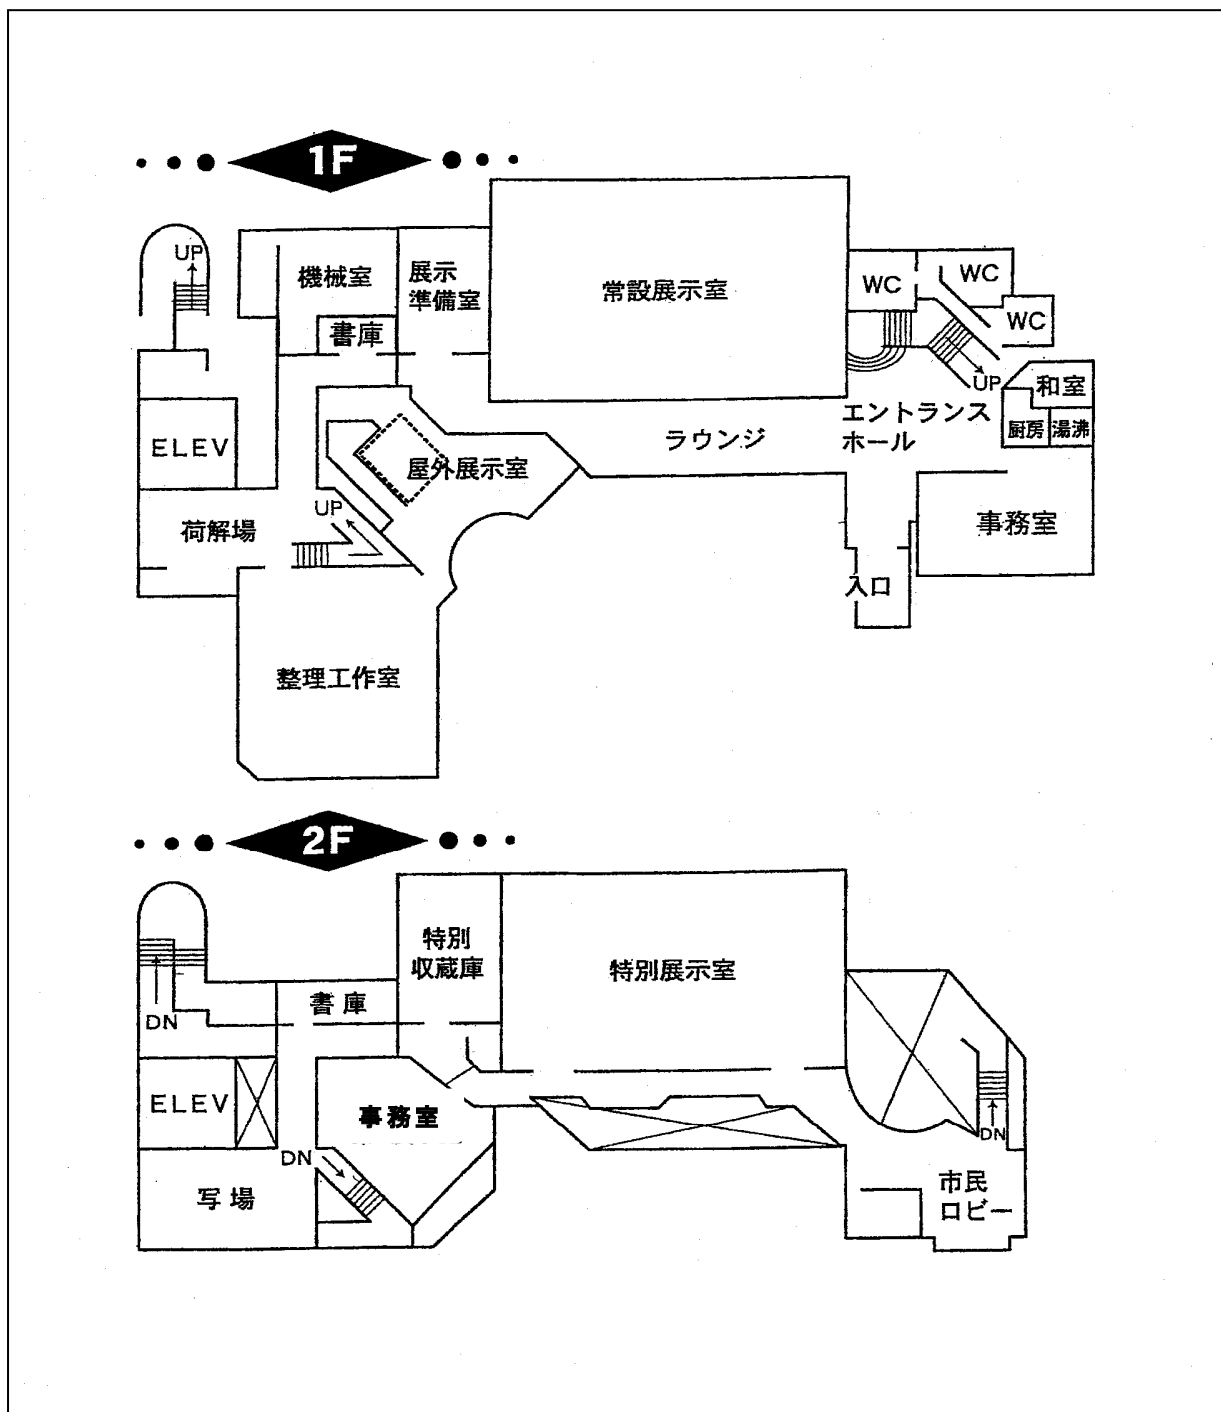 1F
UP
機械室
展示
準備室
書庫
常設展示室
WC
WC
WC
UP
和室
厨房
湯沸
エントランス
ホール
ラウンジ
ELEV
屋外展示室
UP
荷解場
事務室
入口
整理工作室
2F
特別
収蔵庫
特別展示室
書庫
DN
ELEV
事務室
DN
DN
写場
市民
ロビー